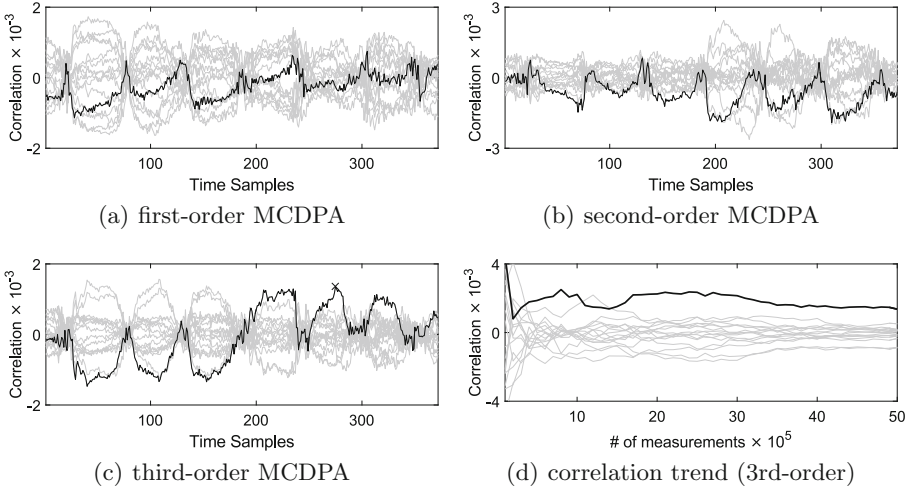 2
0
-2
Correlation × 10⁻³
100
200
300
Time Samples
(a) first-order MCDPA
3
0
-3
Correlation × 10⁻³
100
200
300
Time Samples
(b) second-order MCDPA
2
0
-2
Correlation × 10⁻³
100
200
300
Time Samples
(c) third-order MCDPA
4
0
-4
Correlation × 10⁻³
10
20
30
40
50
# of measurements × 10⁵
(d) correlation trend (3rd-order)